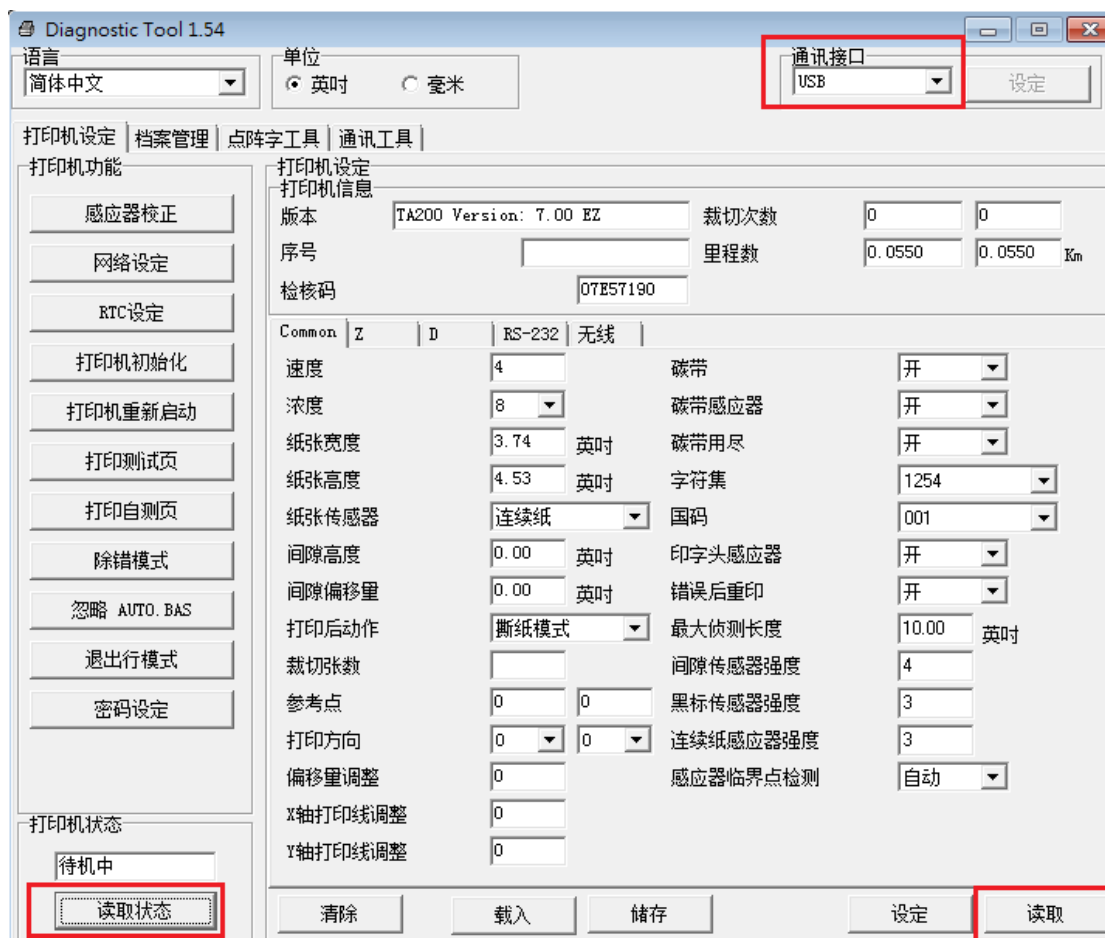 Diagnostic Tool 1.54
语言 单位 通讯接口
简体中文 英吋 毫米 USB 设定
打印机设定 档案管理 点阵字工具 通讯工具
打印机功能 打印机设定
打印机信息
感应器校正 版本 TA200 Version: 7.00 EZ 裁切次数 0 0
网络设定 序号 里程数 0.0550 0.0550 Km
检核码 07E57190
RTC设定
Common Z D RS-232 无线
打印机初始化 速度 4 碳带 开
打印机重新启动 浓度 8 碳带感应器 开
纸张宽度 3.74 英吋 碳带用尽 开
打印测试页 纸张高度 4.53 英吋 字符集 1254
打印自测页 纸张传感器 连续纸 国码 001
除错模式 间隙高度 0.00 英吋 印字头感应器 开
忽略 AUTO.BAS 间隙偏移量 0.00 英吋 错误后重印 开
打印后动作 撕纸模式 最大侦测长度 10.00 英吋
退出行模式 裁切张数 间隙传感器强度 4
密码设定 参考点 0 0 黑标传感器强度 3
打印方向 0 0 连续纸感应器强度 3
偏移量调整 0 感应器临界点检测 自动
X轴打印线调整 0
打印机状态
Y轴打印线调整 0
待机中
读取状态 清除 载入 储存 设定 读取